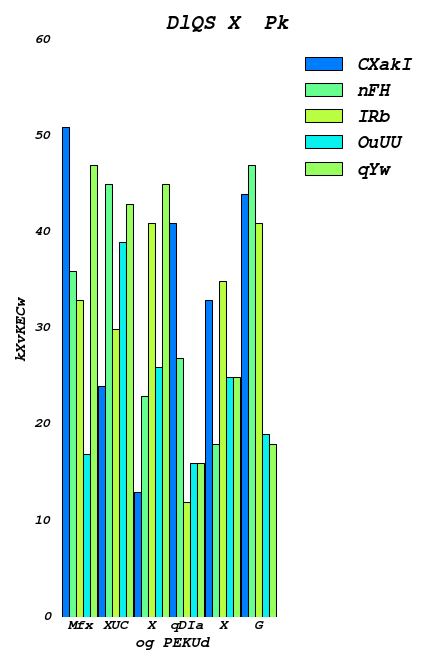 DlQS X  Pk
60
50
40
30
20
10
0
kXvKECw
CXakI
nFH
IRb
OuUU
qYw
Mfx XUC X qDIa X G
og PEKUd